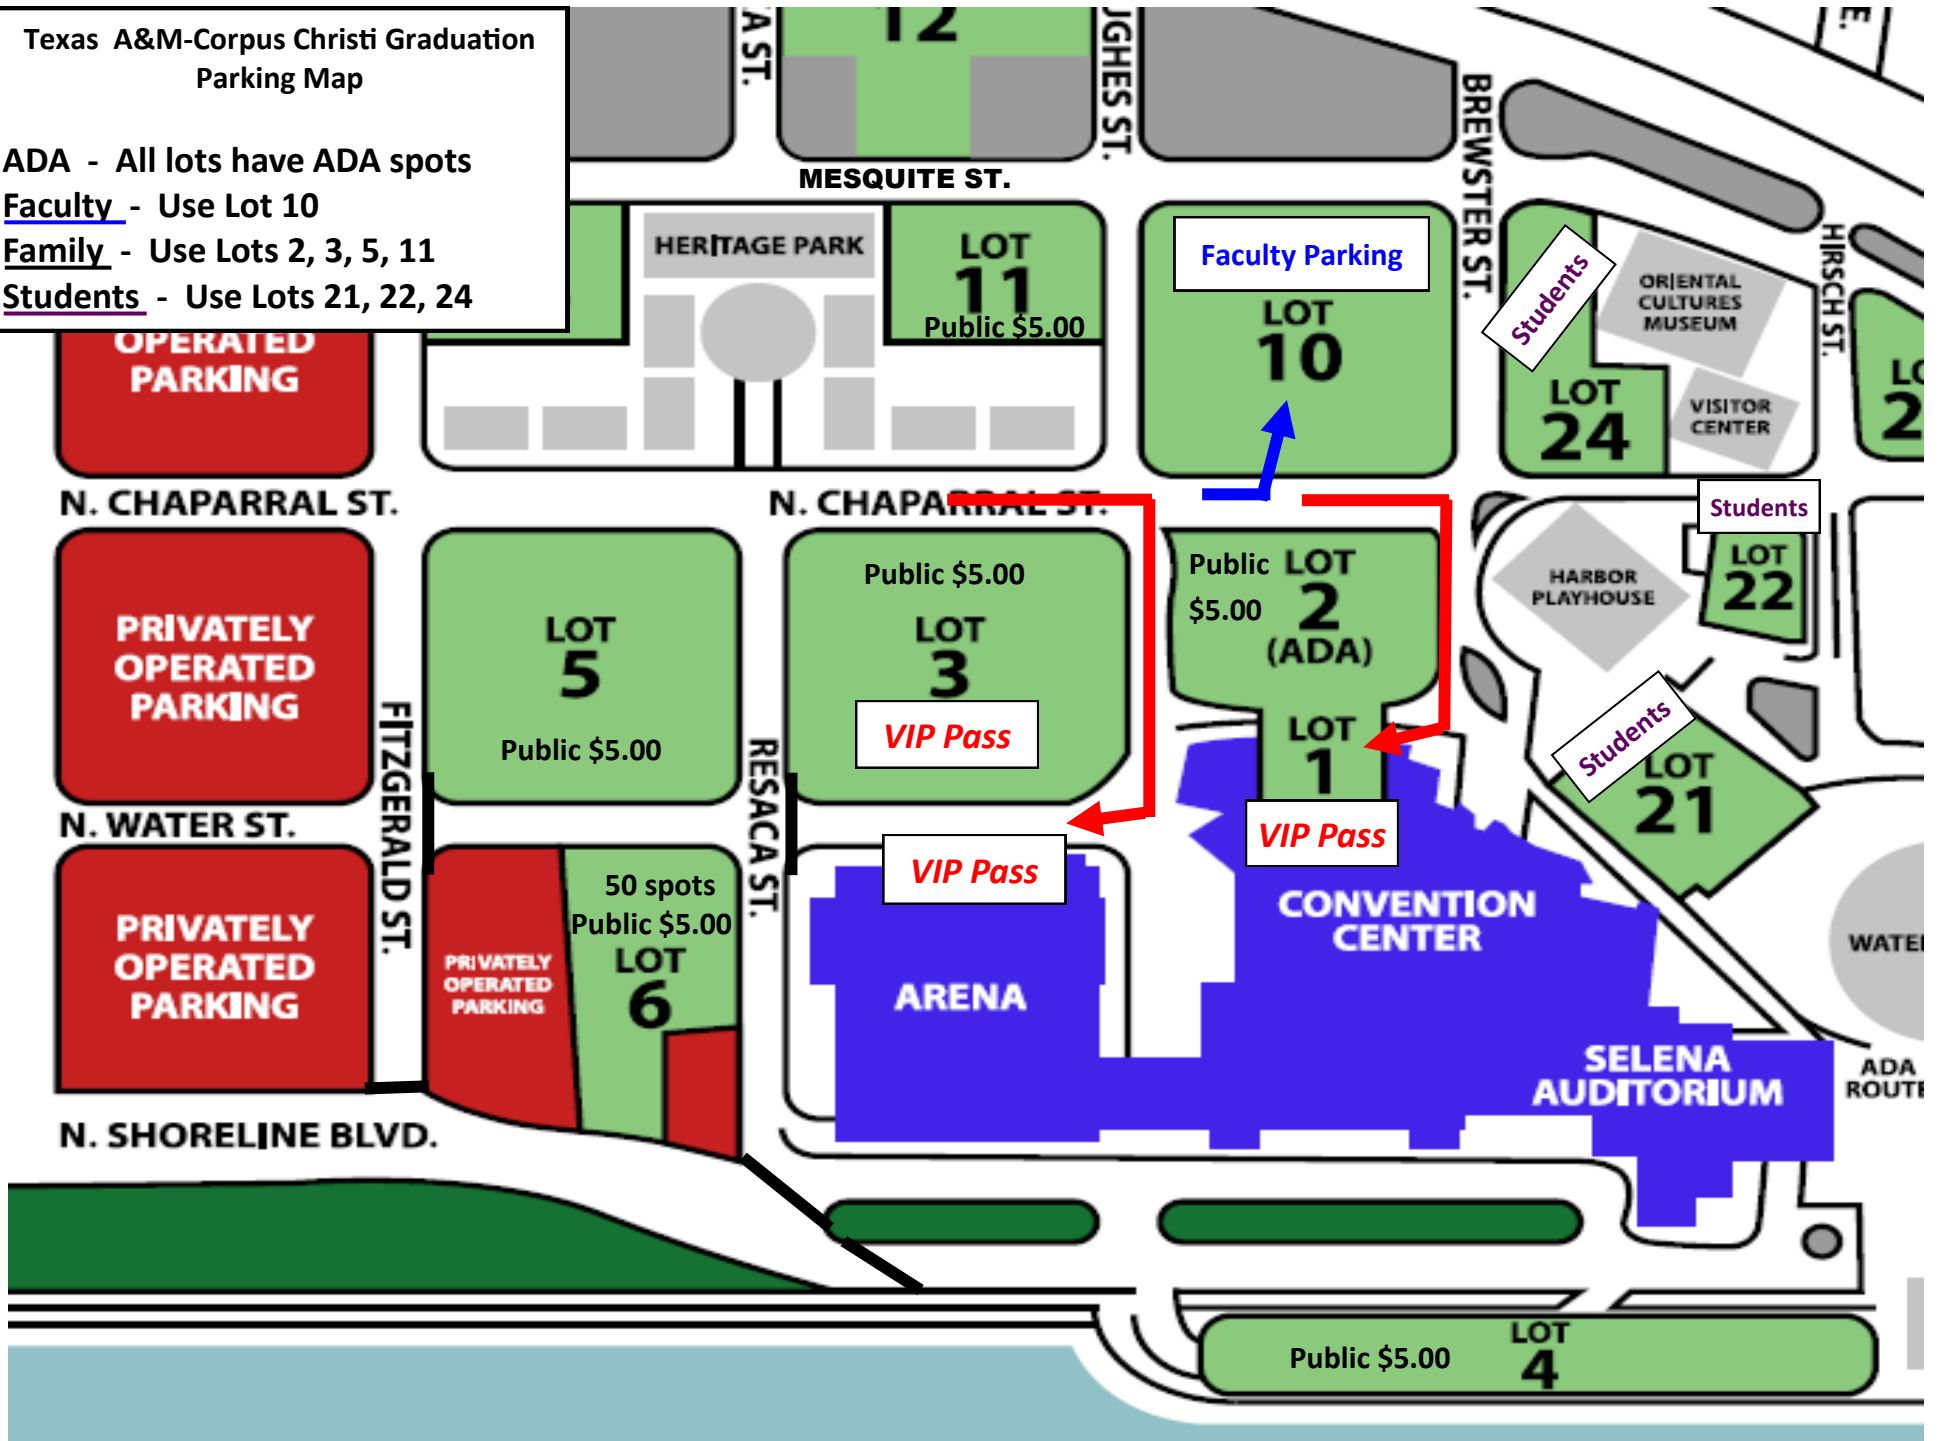 Texas A&M-Corpus Christi Graduation
Parking Map
ADA - All lots have ADA spots
Faculty - Use Lot 10
Family - Use Lots 2, 3, 5, 11
Students - Use Lots 21, 22, 24
A ST.
12
UGHES ST.
BREWSTER ST.
E.
MESQUITE ST.
HERITAGE PARK
LOT
11
Public $5.00
Faculty Parking
LOT
10
Students
LOT
24
ORIENTAL
CULTURES
MUSEUM
VISITOR
CENTER
HIRSCH ST.
LO
2
OPERATED
PARKING
N. CHAPARRAL ST.
N. CHAPARRAL ST.
PRIVATELY
OPERATED
PARKING
FITZGERALD ST.
LOT
5
Public $5.00
RESACA ST.
Public $5.00
LOT
3
VIP Pass
Public
$5.00
LOT
2
(ADA)
LOT
1
VIP Pass
HARBOR
PLAYHOUSE
Students
LOT
22
Students
LOT
21
N. WATER ST.
PRIVATELY
OPERATED
PARKING
PRIVATELY
OPERATED
PARKING
50 spots
Public $5.00
LOT
6
VIP Pass
ARENA
CONVENTION
CENTER
SELENA
AUDITORIUM
WATE
ADA
ROUTE
N. SHORELINE BLVD.
Public $5.00
LOT
4